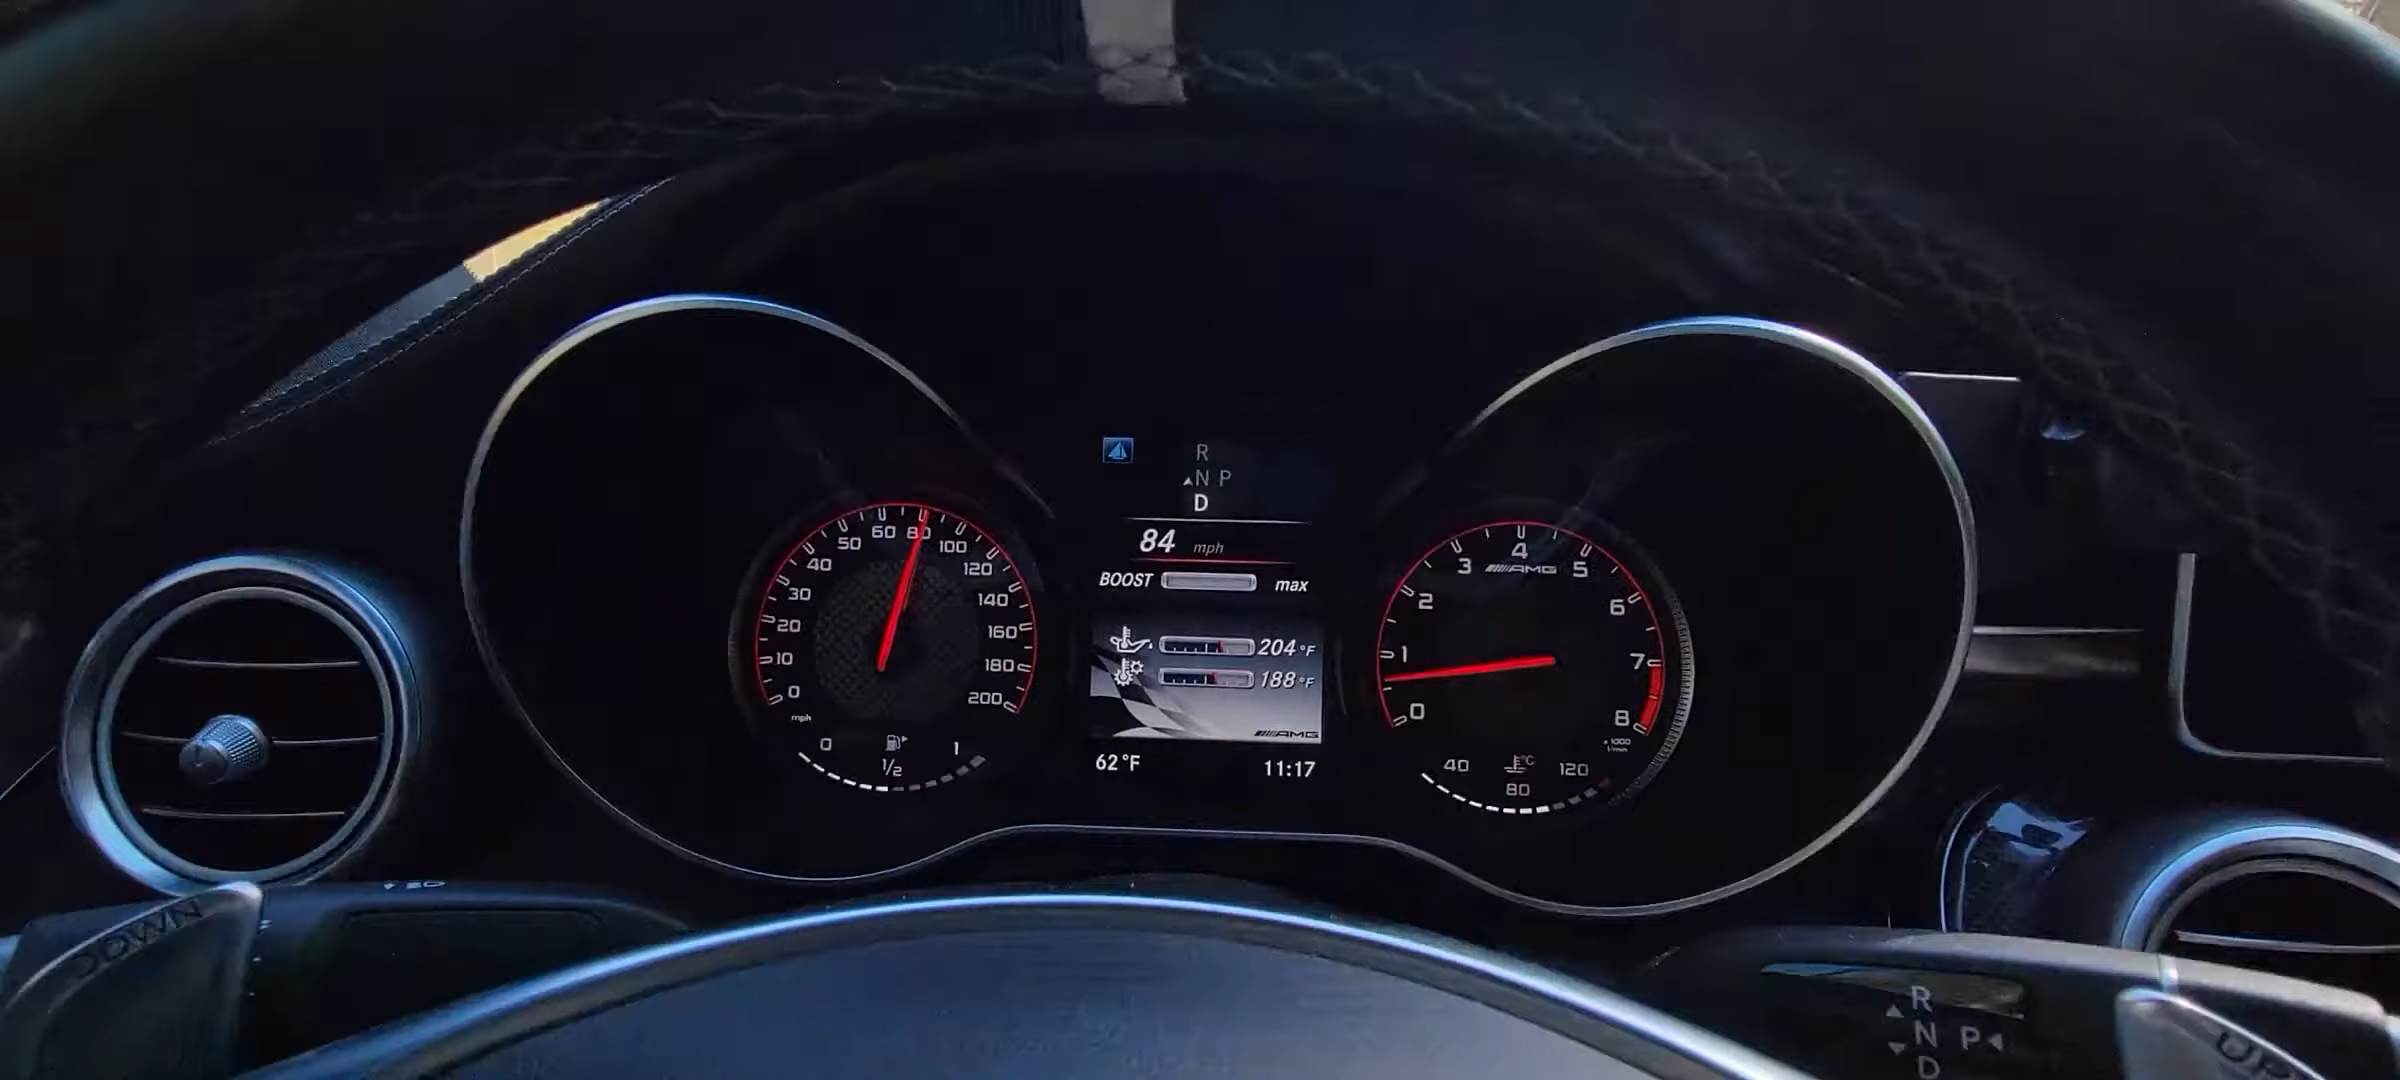 R
N P
D
84 mph
BOOST max
204 °F
188 °F
AMG
62°F 11:17
0
10
20
30
40
50
60
80
100
120
140
160
180
200
mph
0 1/2 1
0
1
2
3
4
5
6
7
8
AMG
x 1000
1/min
40 80 120
°C
DOWN
R
N P
D
UP